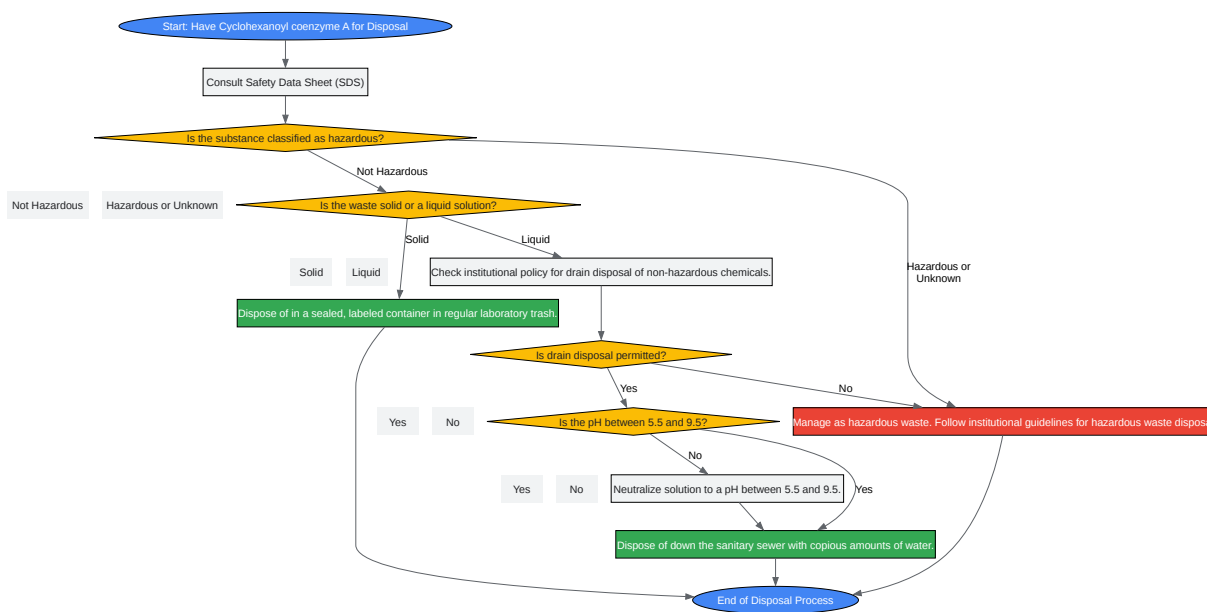 Start: Have Cyclohexanoyl coenzyme A for Disposal
Consult Safety Data Sheet (SDS)
Is the substance classified as hazardous?
Not Hazardous
Not Hazardous
Hazardous or Unknown
Is the waste solid or a liquid solution?
Solid
Liquid
Solid
Liquid
Check institutional policy for drain disposal of non-hazardous chemicals.
Hazardous or
Unknown
Dispose of in a sealed, labeled container in regular laboratory trash.
Is drain disposal permitted?
Yes
No
Yes
No
Is the pH between 5.5 and 9.5?
Manage as hazardous waste. Follow institutional guidelines for hazardous waste disposa
No
Yes
No
Neutralize solution to a pH between 5.5 and 9.5.
Yes
Dispose of down the sanitary sewer with copious amounts of water.
End of Disposal Process